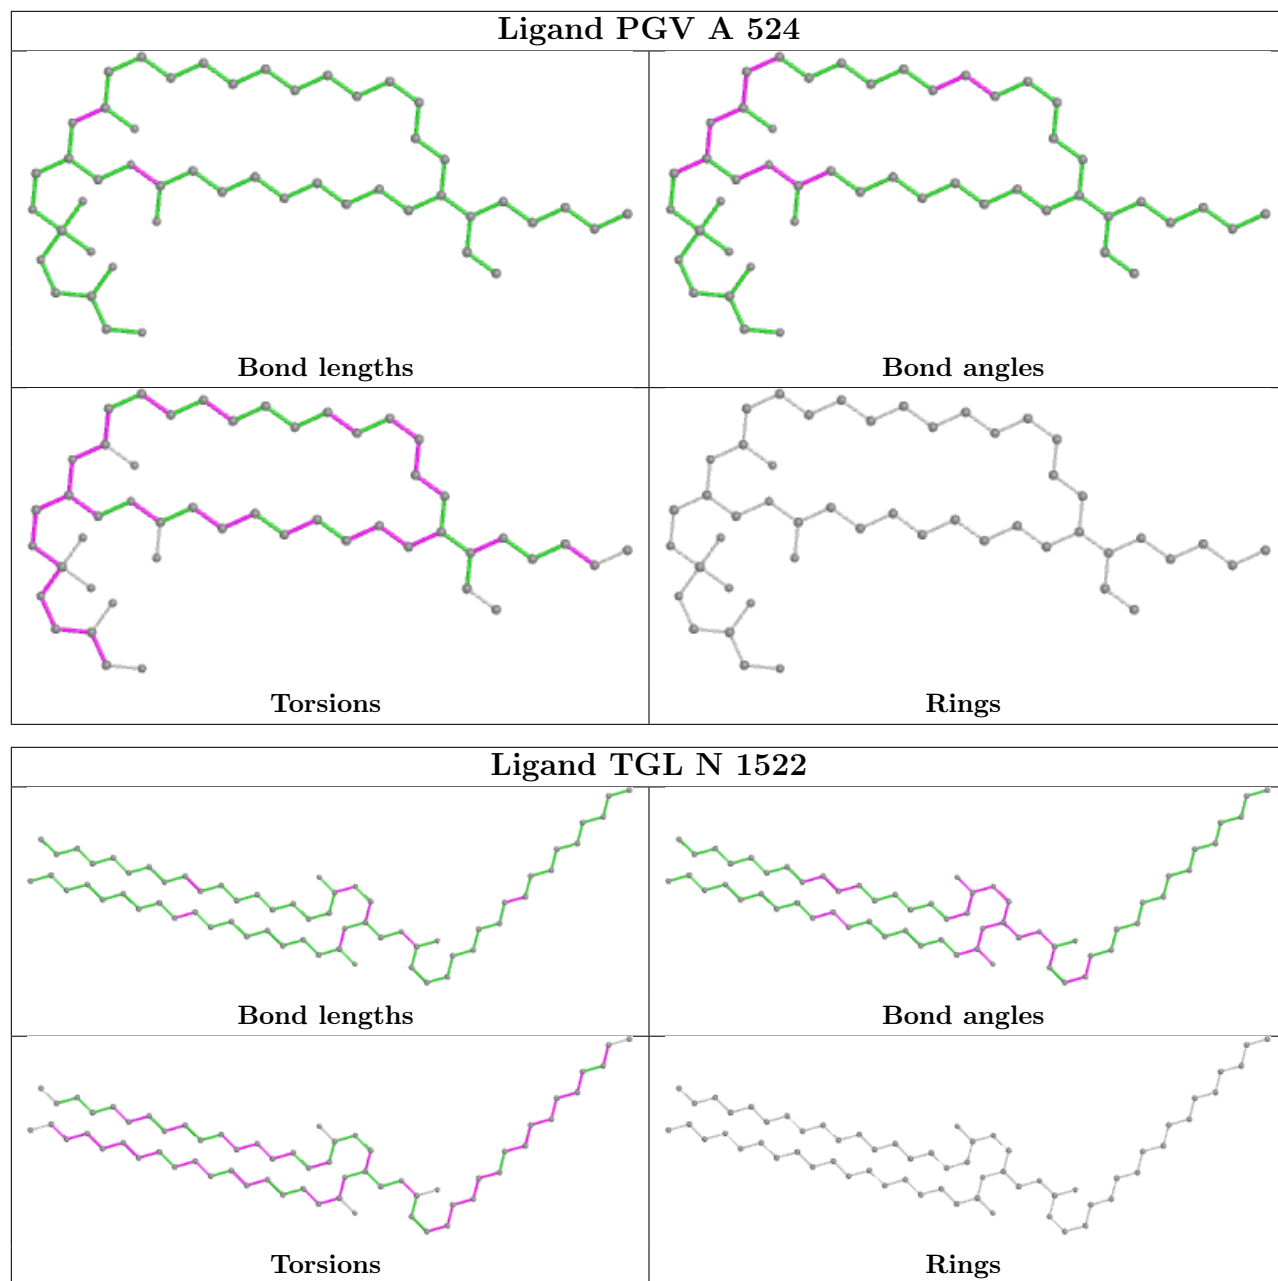 Ligand PGV A 524
Bond lengths
Bond angles
Torsions
Rings
Ligand TGL N 1522
Bond lengths
Bond angles
Torsions
Rings